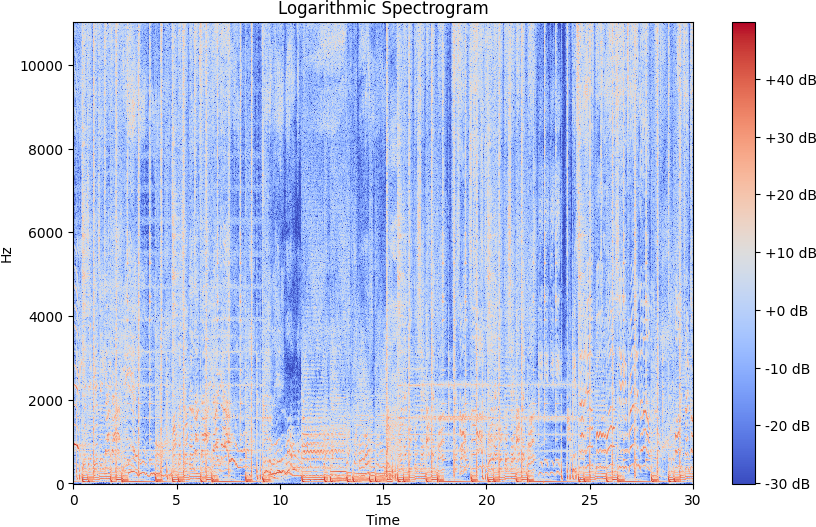 Logarithmic Spectrogram
10000
8000
6000
4000
2000
0
Hz
0 5 10 15 20 25 30
Time
+40 dB
+30 dB
+20 dB
+10 dB
+0 dB
-10 dB
-20 dB
-30 dB